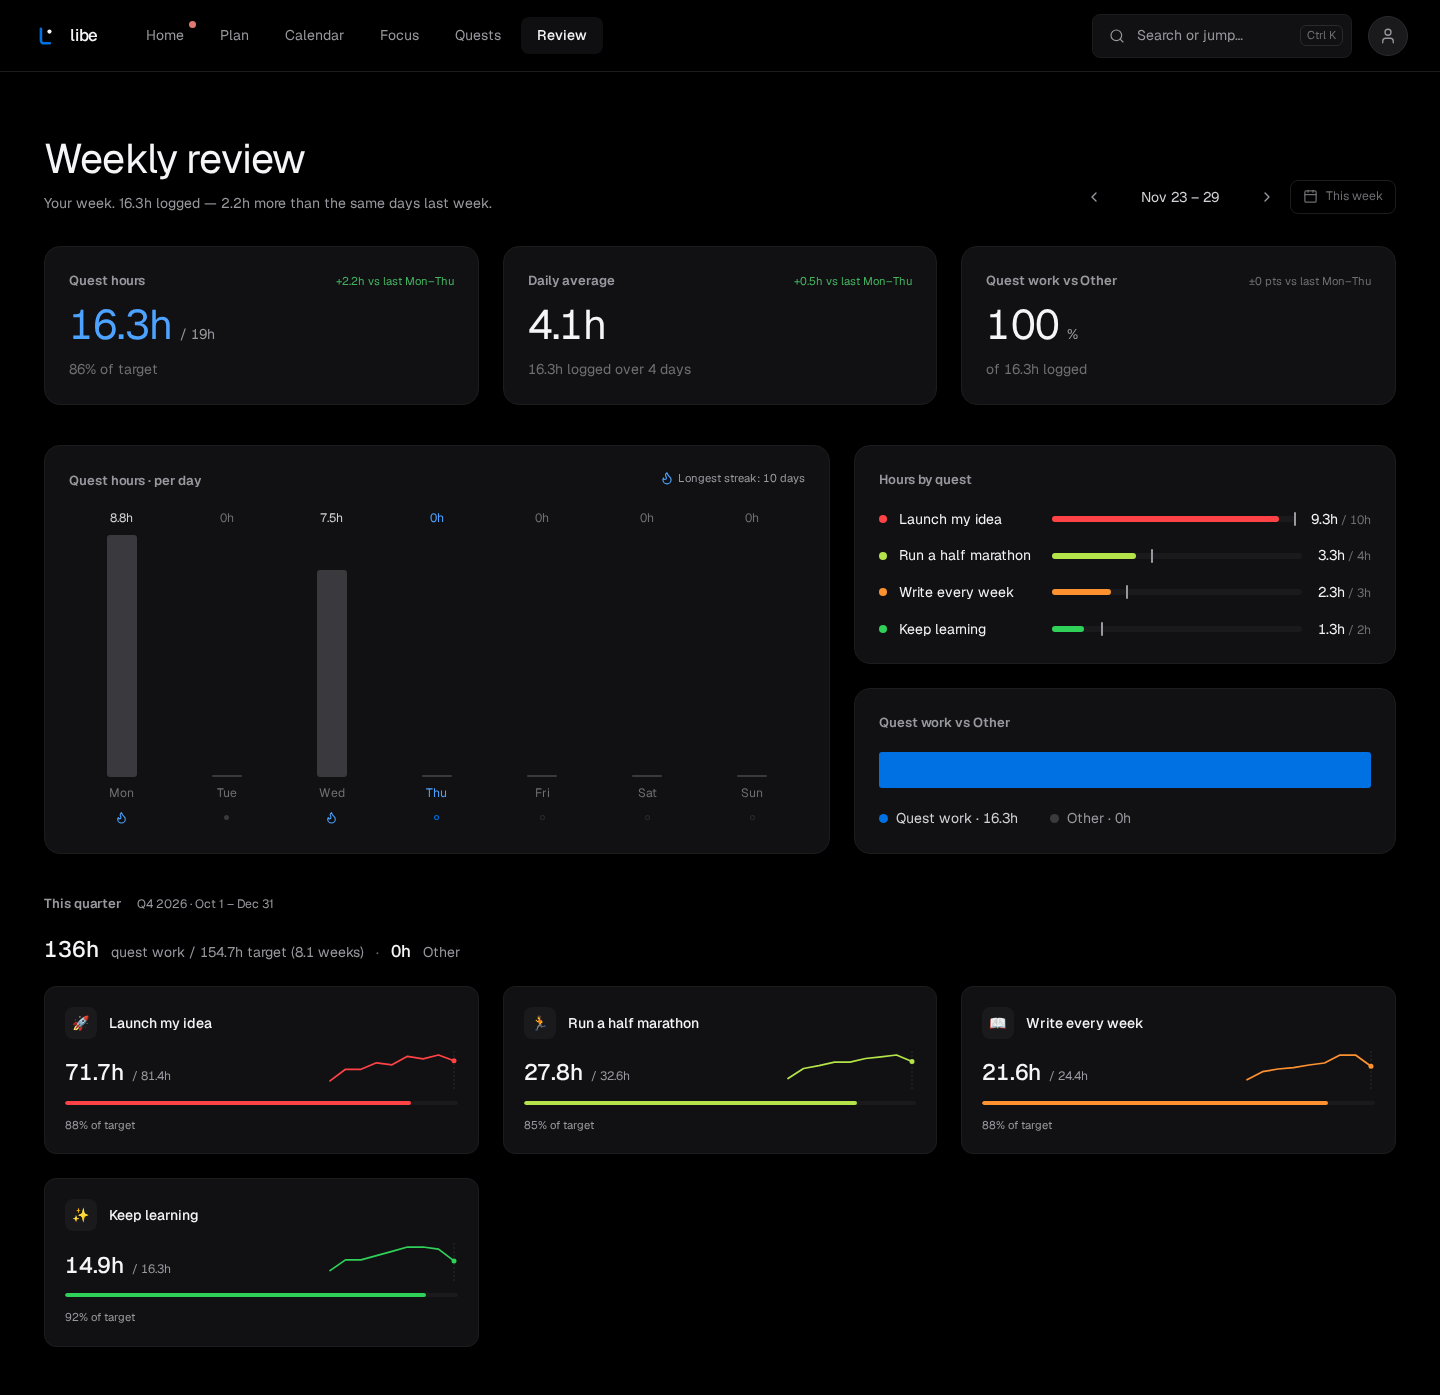 libe
Home Plan Calendar Focus Quests Review
Search or jump... Ctrl K
Weekly review
Your week. 16.3h logged — 2.2h more than the same days last week.
Nov 23 – 29
This week
Quest hours +2.2h vs last Mon–Thu
16.3h / 19h
86% of target
Daily average +0.5h vs last Mon–Thu
4.1h
16.3h logged over 4 days
Quest work vs Other ±0 pts vs last Mon–Thu
100 %
of 16.3h logged
Quest hours · per day Longest streak: 10 days
8.8h 0h 7.5h 0h 0h 0h 0h
Mon Tue Wed Thu Fri Sat Sun
Hours by quest
Launch my idea 9.3h / 10h
Run a half marathon 3.3h / 4h
Write every week 2.3h / 3h
Keep learning 1.3h / 2h
Quest work vs Other
Quest work · 16.3h Other · 0h
This quarter Q4 2026 · Oct 1 – Dec 31
136h quest work / 154.7h target (8.1 weeks) · 0h Other
Launch my idea
71.7h / 81.4h
88% of target
Run a half marathon
27.8h / 32.6h
85% of target
Write every week
21.6h / 24.4h
88% of target
Keep learning
14.9h / 16.3h
92% of target